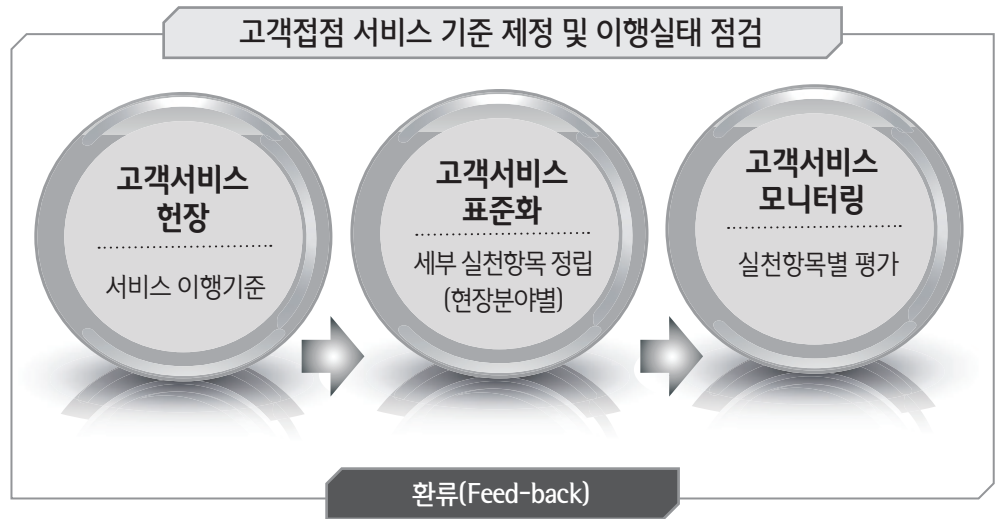 고객접점 서비스 기준 제정 및 이행실태 점검
고객서비스
헌장
서비스 이행기준
고객서비스
표준화
세부 실천항목 정립
(현장분야별)
고객서비스
모니터링
실천항목별 평가
환류(Feed-back)